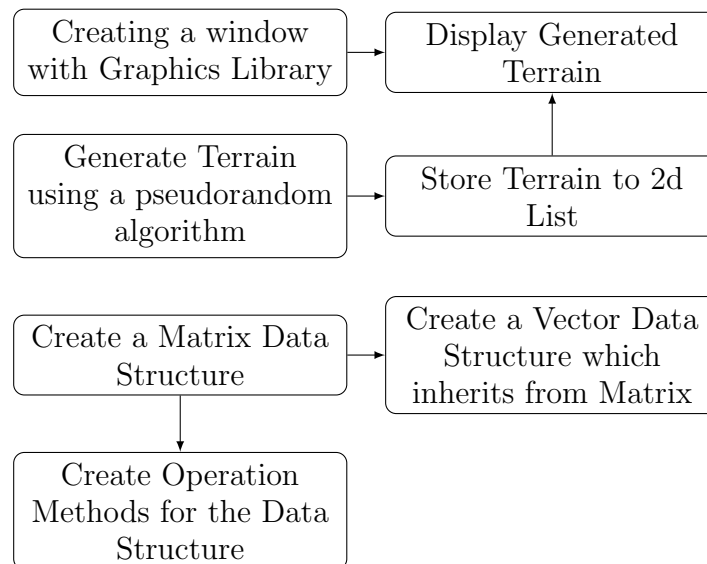 Creating a window
with Graphics Library
Display Generated
Terrain
Generate Terrain
using a pseudorandom
algorithm
Store Terrain to 2d
List
Create a Matrix Data
Structure
Create a Vector Data
Structure which
inherits from Matrix
Create Operation
Methods for the Data
Structure